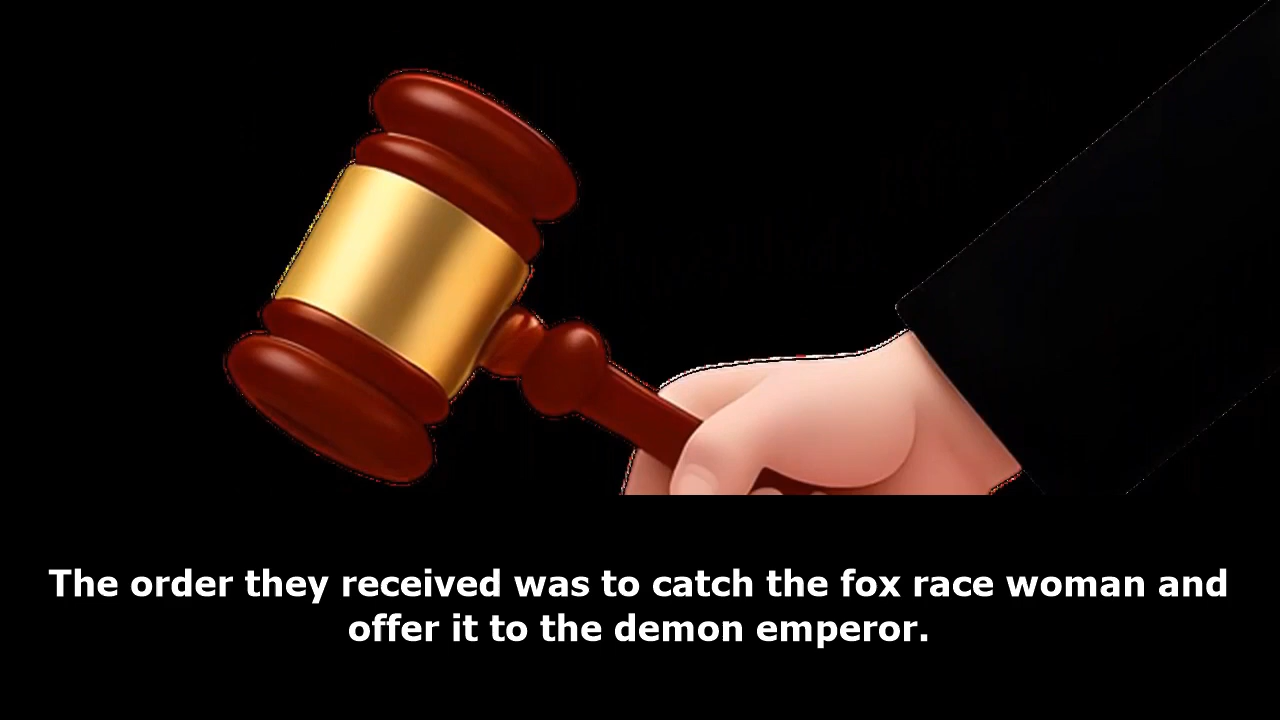 The order they received was to catch the fox race woman and
offer it to the demon emperor.